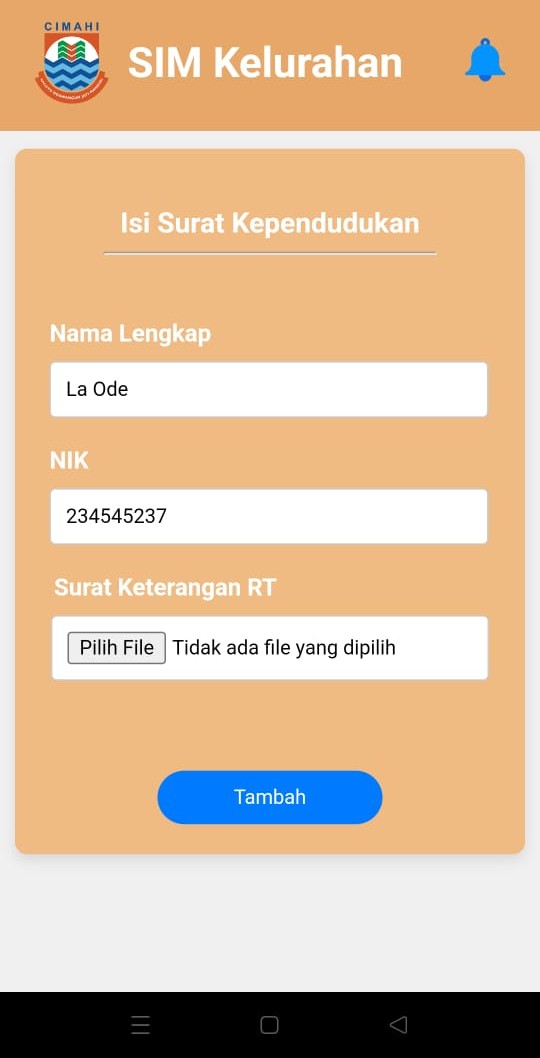 CIMAHI
SIM Kelurahan
Isi Surat Kependudukan
Nama Lengkap
La Ode
NIK
234545237
Surat Keterangan RT
Pilih File Tidak ada file yang dipilih
Tambah